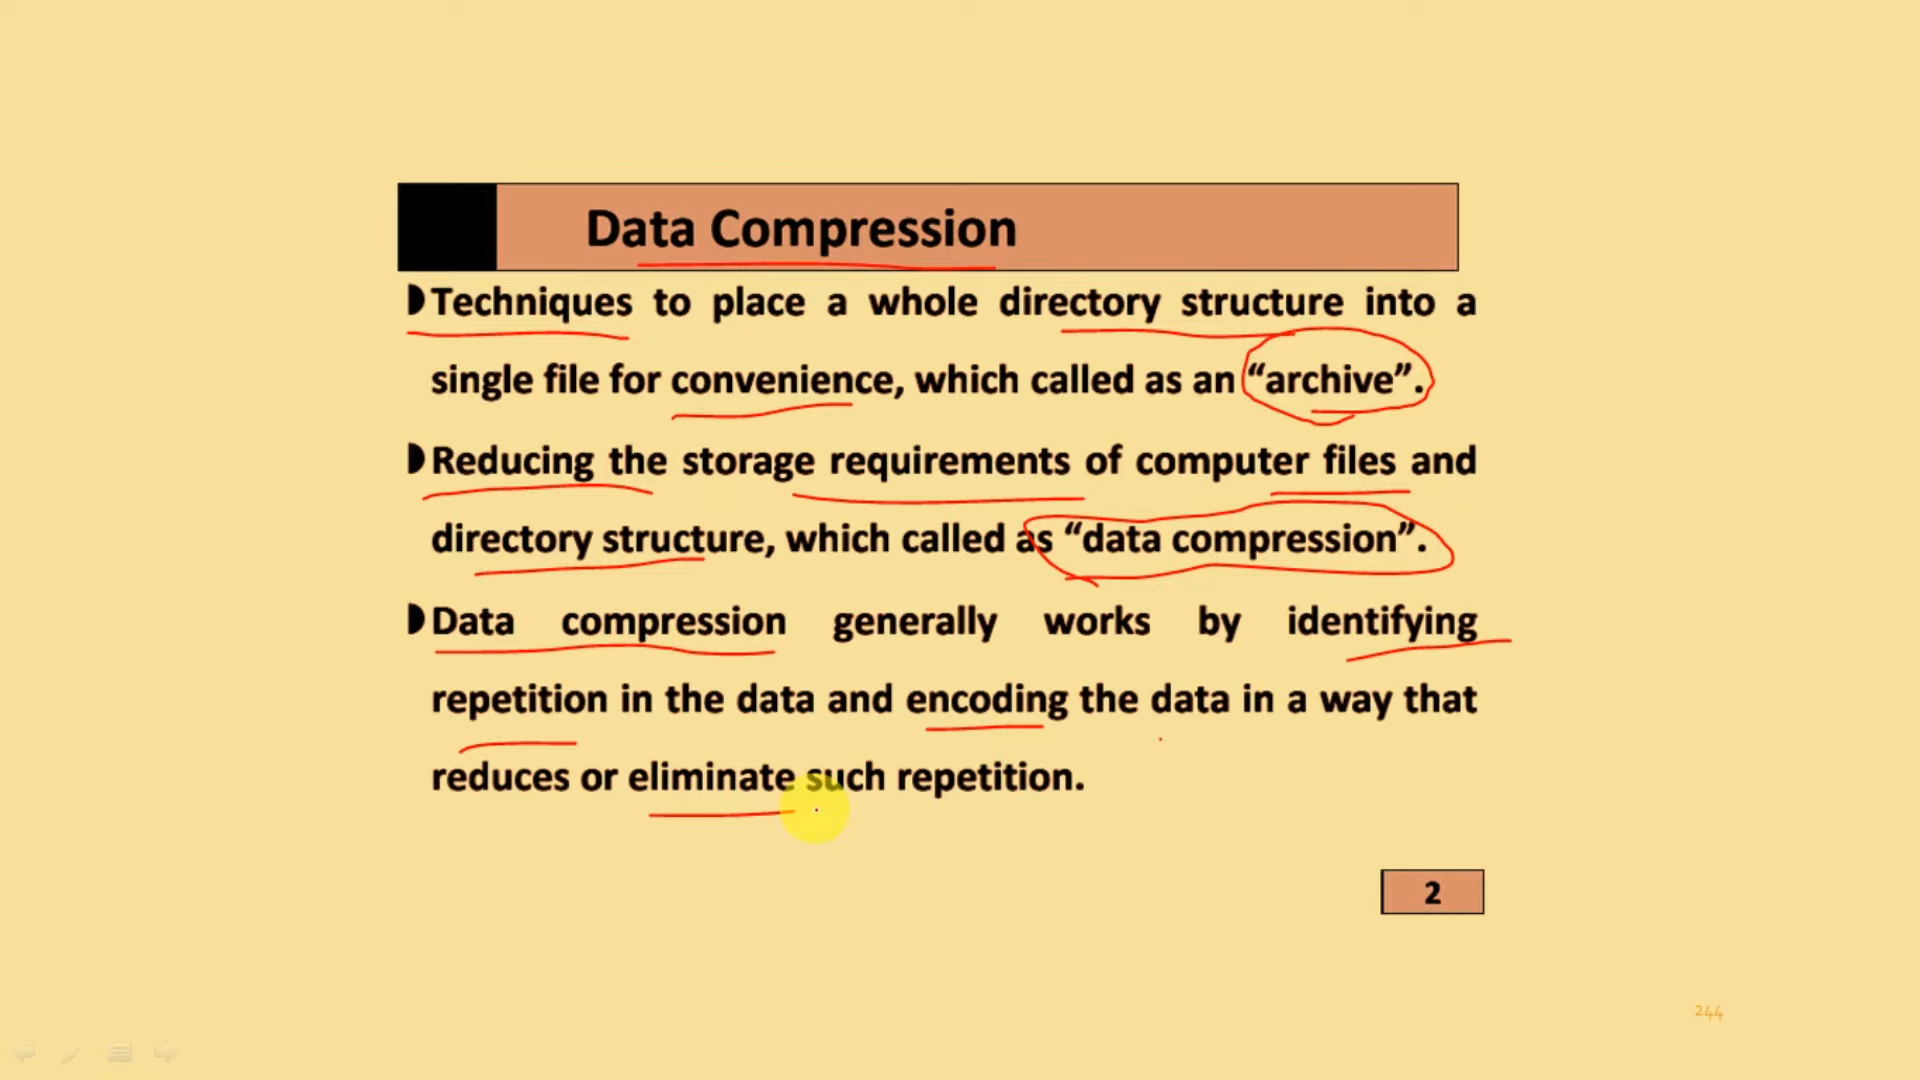 Data Compression
Techniques to place a whole directory structure into a
single file for convenience, which called as an “archive”.
Reducing the storage requirements of computer files and
directory structure, which called as “data compression”.
Data compression generally works by identifying
repetition in the data and encoding the data in a way that
reduces or eliminate such repetition.
2
244